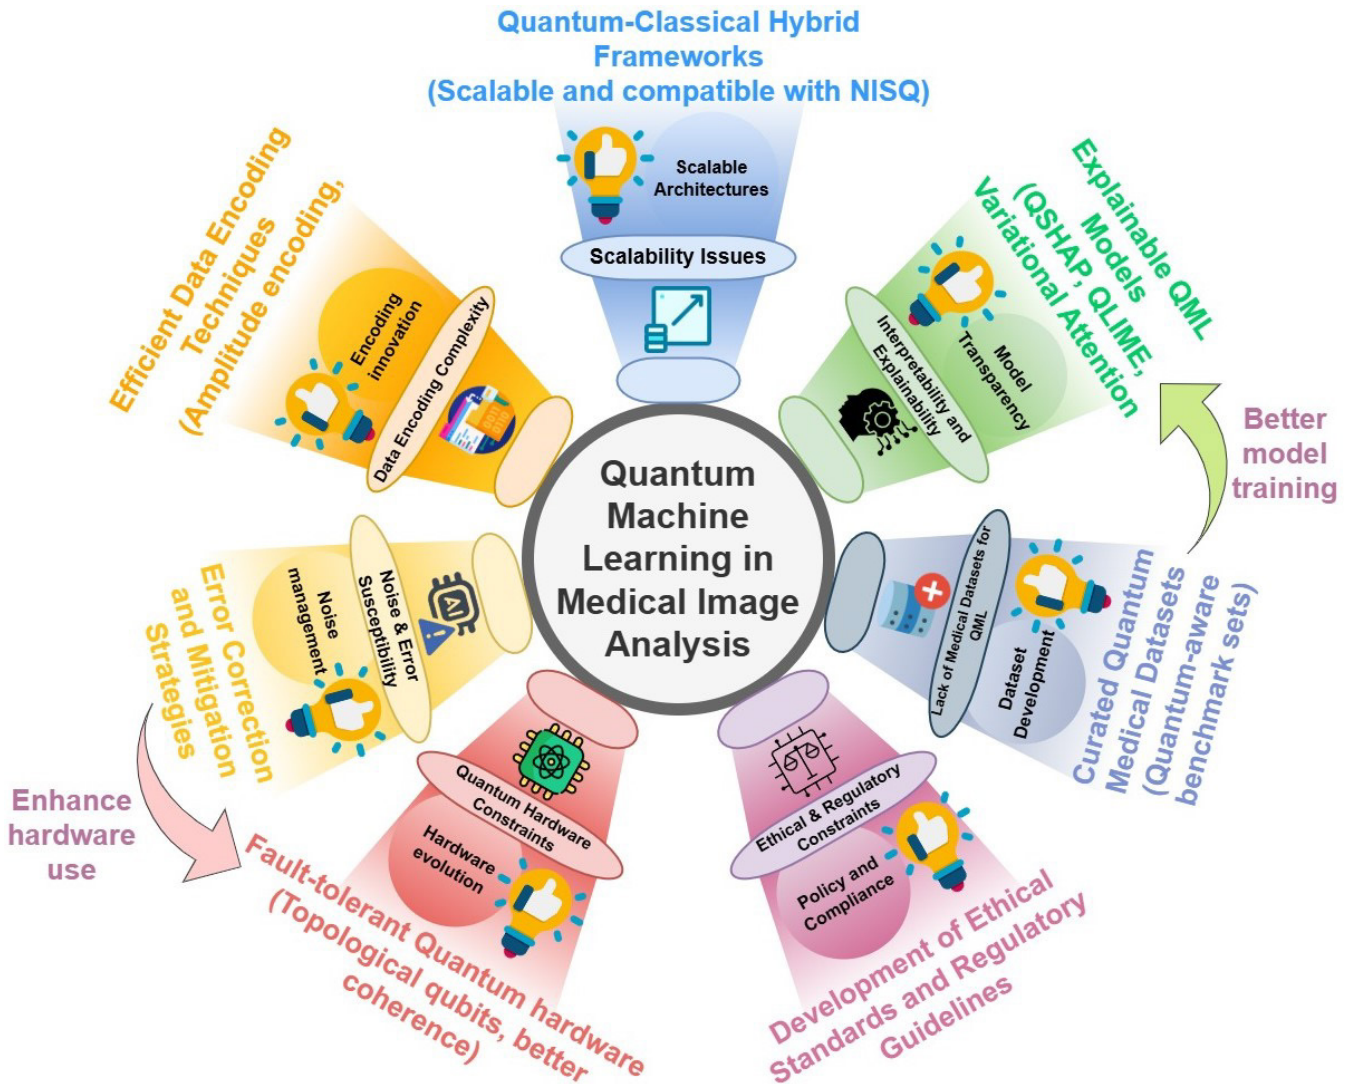 Quantum-Classical Hybrid
Frameworks
(Scalable and compatible with NISQ)
Scalable
Architectures
Scalability Issues
Explainable QML
Models
(QSHAP, QLIME,
Variational Attention
Model
Transparency
Interpretability and
Explainability
Better
model
training
Curated Quantum
Medical Datasets
(Quantum-aware
benchmark sets)
Dataset
Development
Lack of Medical Datasets for
QML
Development of Ethical
Standards and Regulatory
Guidelines
Policy and
Compliance
Ethical & Regulatory
Constraints
Fault-tolerant Quantum hardware
(Topological qubits, better
coherence)
Hardware
evolution
Quantum Hardware
Constraints
Enhance
hardware
use
Error Correction
and Mitigation
Strategies
Noise
management
Noise & Error
Susceptibility
AI
Efficient Data Encoding
Techniques
(Amplitude encoding,
Encoding
innovation
Data Encoding Complexity
Quantum
Machine
Learning in
Medical Image
Analysis